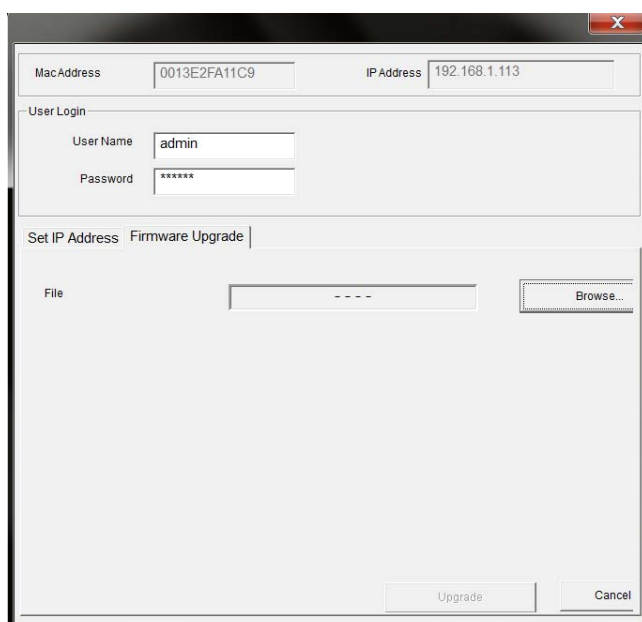 X
MacAddress 0013E2FA11C9 IP Address 192.168.1.113
User Login
User Name admin
Password ******
Set IP Address Firmware Upgrade
File ---- Browse...
Upgrade Cancel